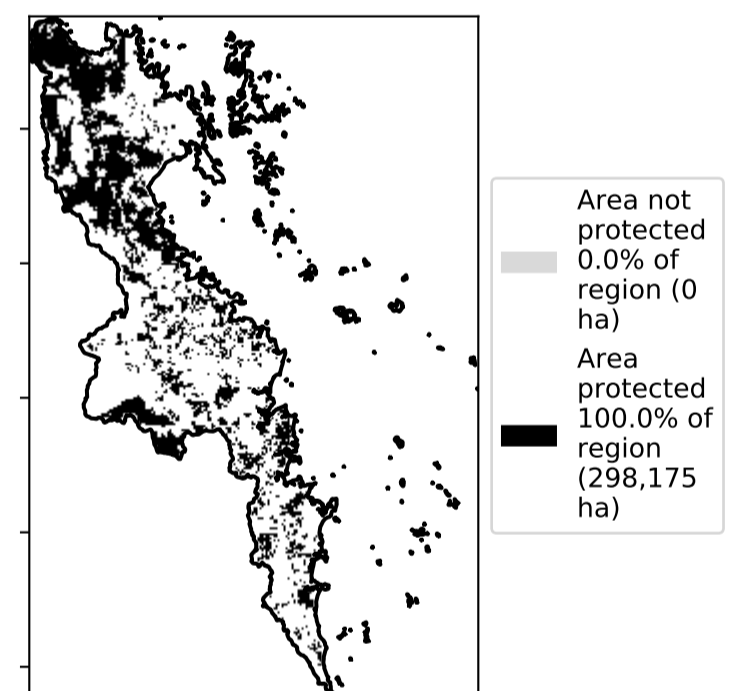 Area not
protected
0.0% of
region (0
ha)
Area
protected
100.0% of
region
(298,175
ha)